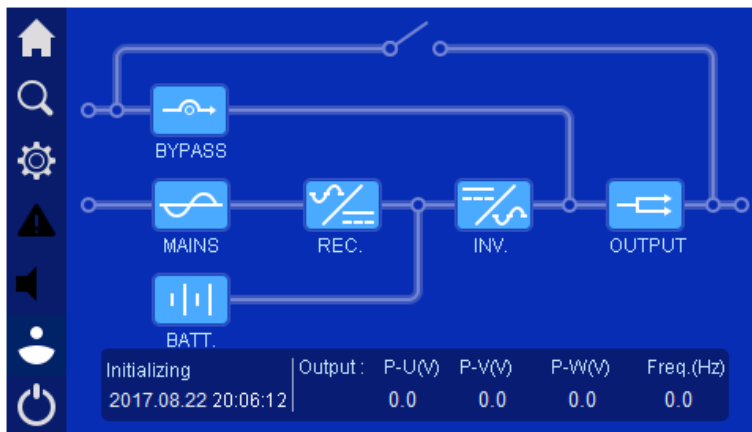 BYPASS
MAINS
REC.
INV.
OUTPUT
BATT.
Initializing
2017.08.22 20:06:12
Output : P-U(V) P-V(V) P-W(V) Freq.(Hz)
0.0 0.0 0.0 0.0